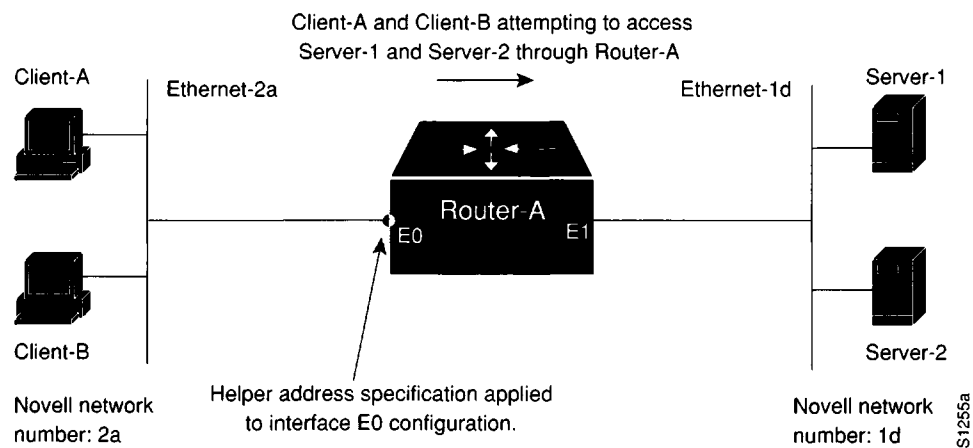 Client-A and Client-B attempting to access
Server-1 and Server-2 through Router-A
Client-A
Ethernet-2a
Ethernet-1d
Server-1
Router-A
E0
E1
Client-B
Server-2
Helper address specification applied
to interface E0 configuration.
Novell network
number: 2a
Novell network
number: 1d
S1255a